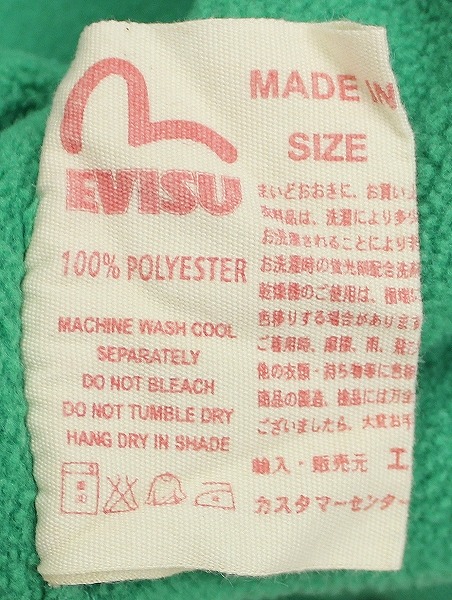 EVISU
100% POLYESTER
MACHINE WASH COOL
SEPARATELY
DO NOT BLEACH
DO NOT TUMBLE DRY
HANG DRY IN SHADE
MADE IN
SIZE
まいどおおきに、お買い
衣料品は、洗濯により多少
お洗濯されることにより
お洗濯時の蛍光剤配合洗
乾燥機のご使用は、極端
色移りする場合があります
ご着用時、摩擦、雨、
他の衣類・持ち物等に色
商品の製造、検品には万全
ございましたら、大変お手
輸入・販売元 エ
カスタマーセンター